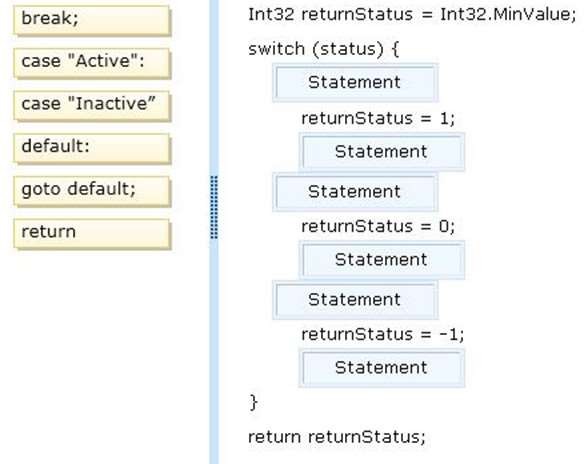 break;
case "Active":
case "Inactive”
default:
goto default;
return
Int32 returnStatus = Int32.MinValue;
switch (status) {
Statement
returnStatus = 1;
Statement
Statement
returnStatus = 0;
Statement
Statement
returnStatus = -1;
Statement
}
return returnStatus;